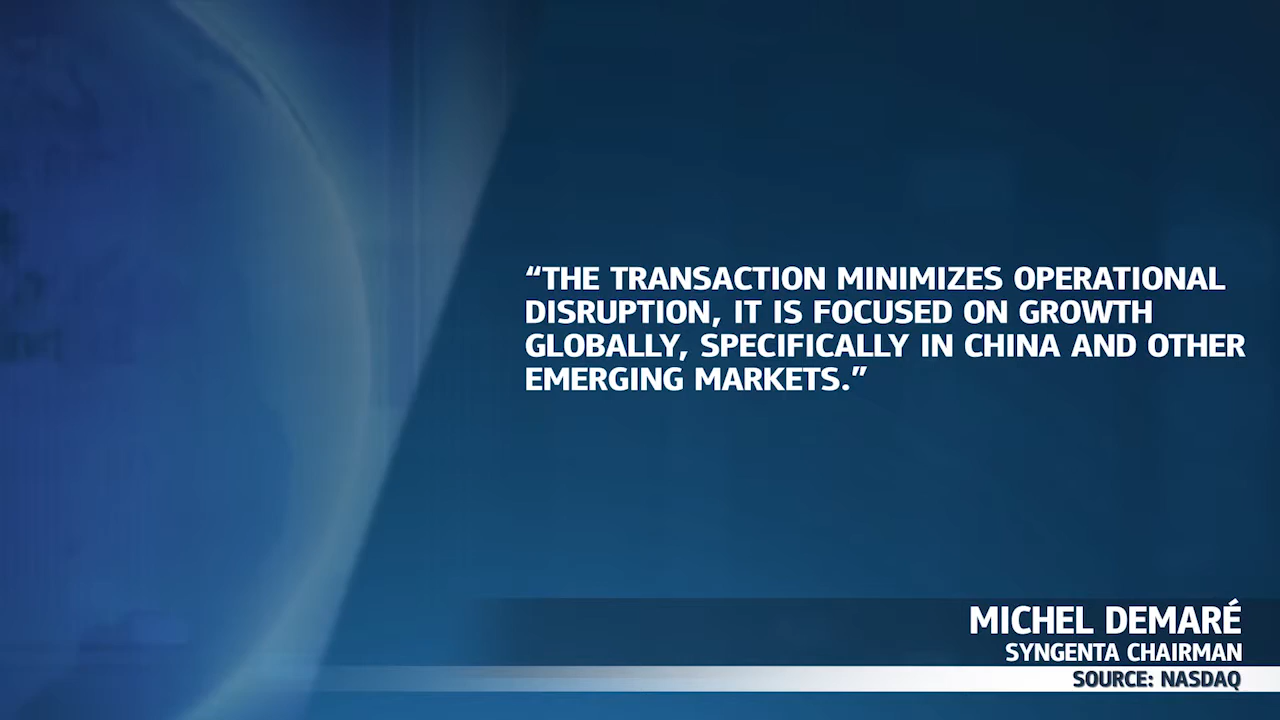 “THE TRANSACTION MINIMIZES OPERATIONAL
DISRUPTION, IT IS FOCUSED ON GROWTH
GLOBALLY, SPECIFICALLY IN CHINA AND OTHER
EMERGING MARKETS.”
MICHEL DEMARÉ
SYNGENTA CHAIRMAN
SOURCE: NASDAQ